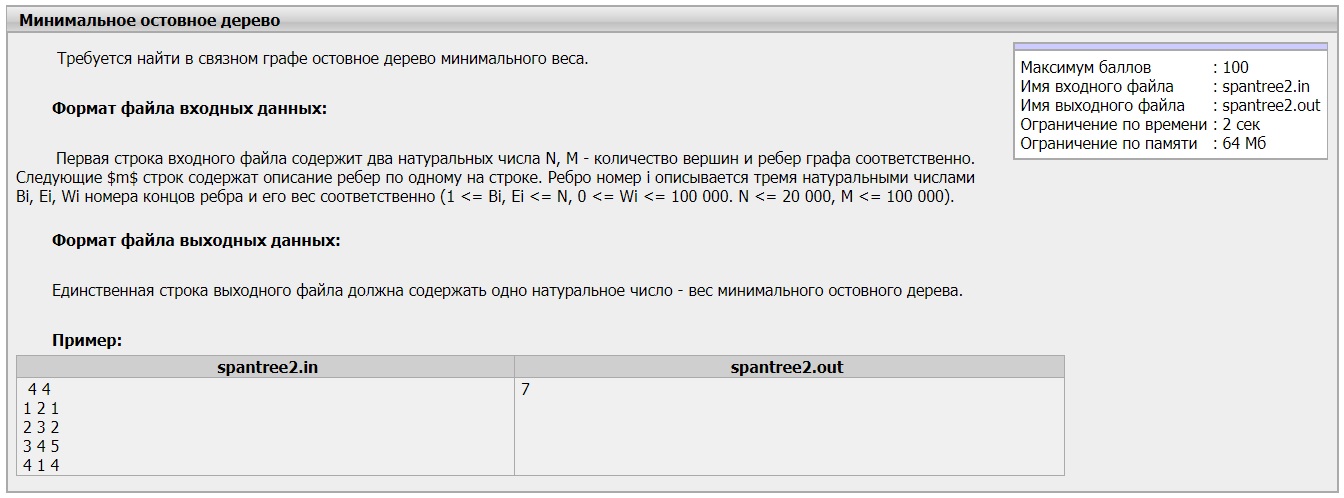 Минимальное остовное дерево
Требуется найти в связном графе остовное дерево минимального веса.
Максимум баллов : 100
Имя входного файла : spantree2.in
Имя выходного файла : spantree2.out
Ограничение по времени : 2 сек
Ограничение по памяти : 64 Мб
Формат файла входных данных:
Первая строка входного файла содержит два натуральных числа N, M - количество вершин и ребер графа соответственно.
Следующие $m$ строк содержат описание ребер по одному на строке. Ребро номер i описывается тремя натуральными числами
Bi, Ei, Wi номера концов ребра и его вес соответственно (1 <= Bi, Ei <= N, 0 <= Wi <= 100 000. N <= 20 000, M <= 100 000).
Формат файла выходных данных:
Единственная строка выходного файла должна содержать одно натуральное число - вес минимального остовного дерева.
Пример:
spantree2.in spantree2.out
4 4 7
1 2 1
2 3 2
3 4 5
4 1 4